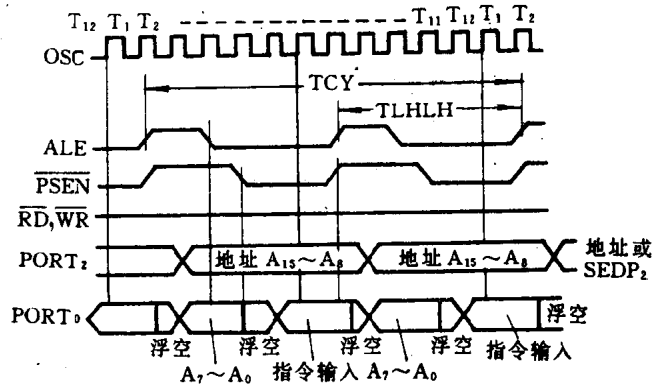 T₁₂ T₁ T₂ T₁₁ T₁₂ T₁ T₂
OSC
TCY
TLHLH
ALE
PSEN
RD,WR
PORT₂ 地址 A₁₅～A₈ 地址 A₁₅～A₈ 地址或
SEDP₂
PORT₀ 浮空
浮空 浮空 浮空 浮空 指令输入
A₇～A₀ 指令输入 A₇～A₀